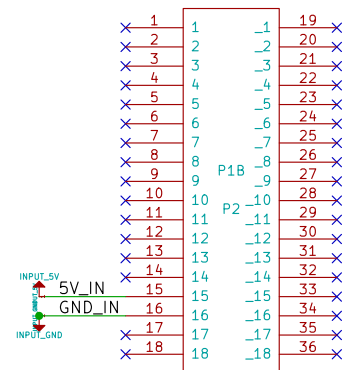 1 1 _1 19
2 2 _2 20
3 3 _3 21
4 4 _4 22
5 5 _5 23
6 6 _6 24
7 7 _7 25
8 8 P1B _8 26
9 9 _9 27
10 10 P2 _10 28
11 11 _11 29
12 12 _12 30
13 13 _13 31
14 14 _14 32
INPUT_5V
5V_IN 15 15 _15 33
GND_IN 16 16 _16 34
INPUT_GND
17 17 _17 35
18 18 _18 36